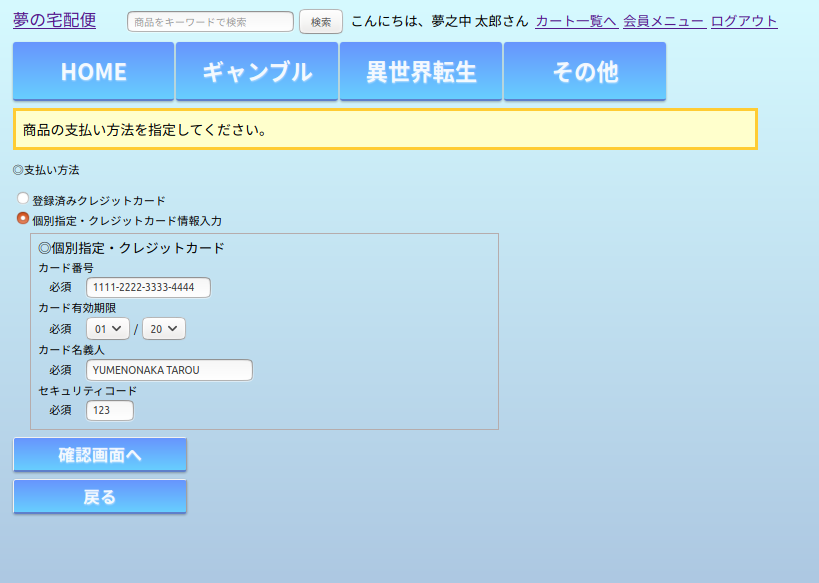 夢の宅配便 商品をキーワードで検索 検索 こんにちは、夢之中 太郎さん カート一覧へ 会員メニュー ログアウト
HOME ギャンブル 異世界転生 その他
商品の支払い方法を指定してください。
◎支払い方法
登録済みクレジットカード
個別指定・クレジットカード情報入力
◎個別指定・クレジットカード
カード番号
必須 1111-2222-3333-4444
カード有効期限
必須 01 / 20
カード名義人
必須 YUMENONAKA TAROU
セキュリティコード
必須 123
確認画面へ
戻る